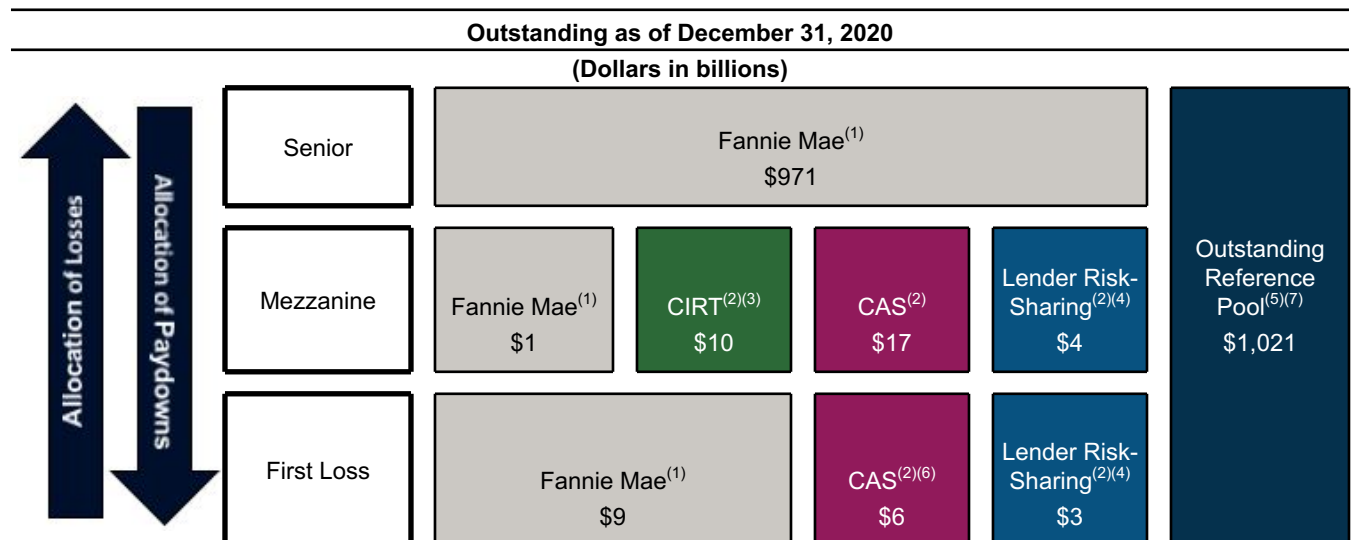 Outstanding as of December 31, 2020
(Dollars in billions)
Allocation of Losses
Allocation of Paydowns
Senior
Fannie Mae(1)
$971
Mezzanine
Fannie Mae(1)
$1
CIRT(2)(3)
$10
CAS(2)
$17
Lender Risk-
Sharing(2)(4)
$4
First Loss
Fannie Mae(1)
$9
CAS(2)(6)
$6
Lender Risk-
Sharing(2)(4)
$3
Outstanding
Reference
Pool(5)(7)
$1,021